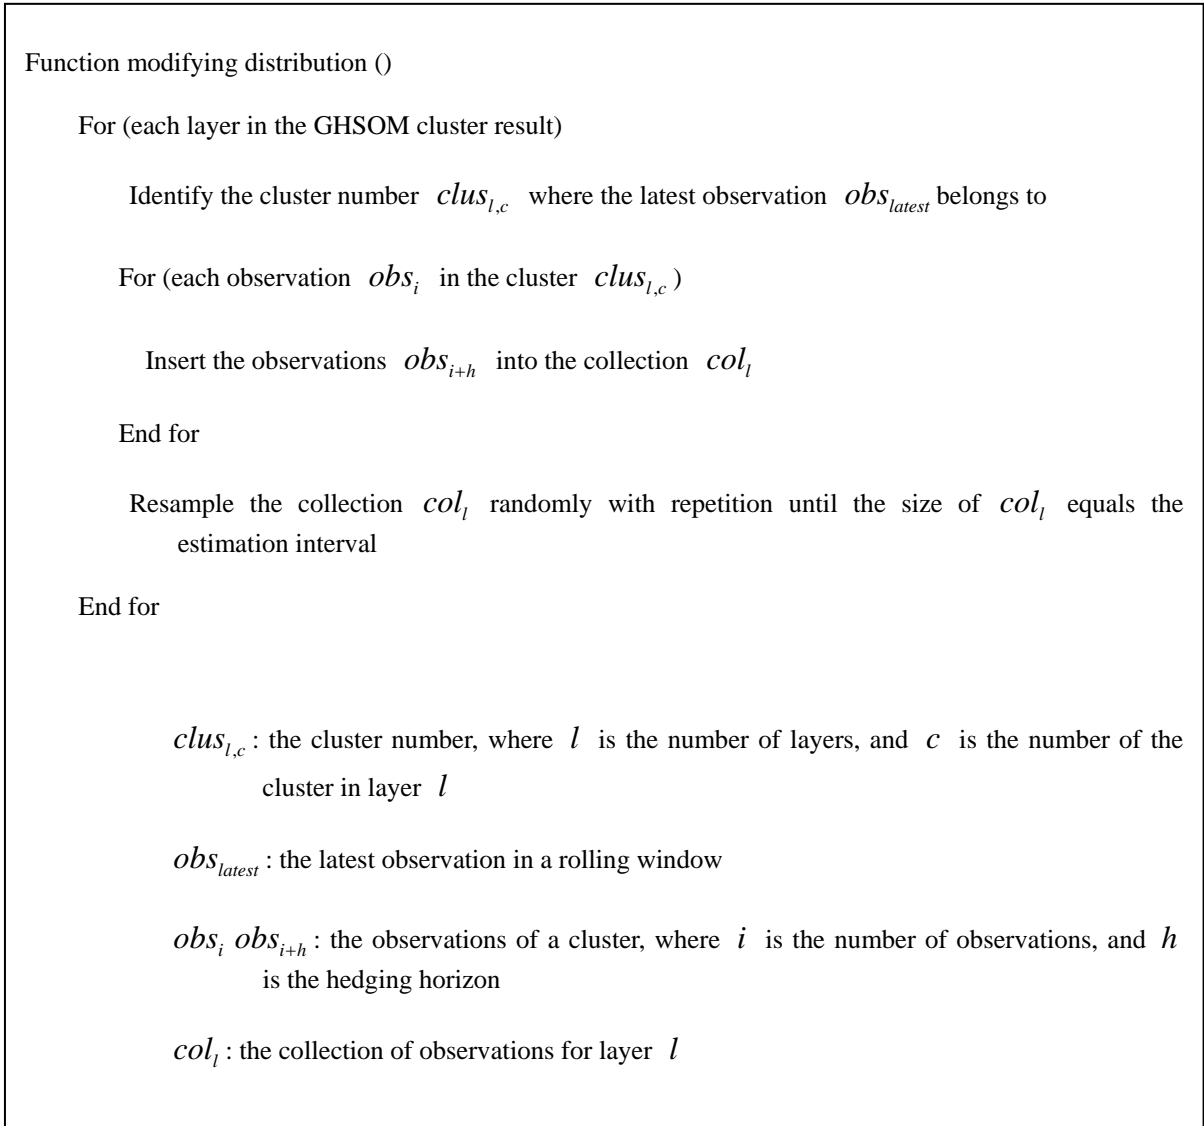 Function modifying distribution ()
For (each layer in the GHSOM cluster result)
Identify the cluster number clus_{l,c} where the latest observation obs_{latest} belongs to
For (each observation obs_i in the cluster clus_{l,c} )
Insert the observations obs_{i+h} into the collection col_l
End for
Resample the collection col_l randomly with repetition until the size of col_l equals the
estimation interval
End for
clus_{l,c} : the cluster number, where l is the number of layers, and c is the number of the
cluster in layer l
obs_{latest} : the latest observation in a rolling window
obs_i obs_{i+h} : the observations of a cluster, where i is the number of observations, and h
is the hedging horizon
col_l : the collection of observations for layer l